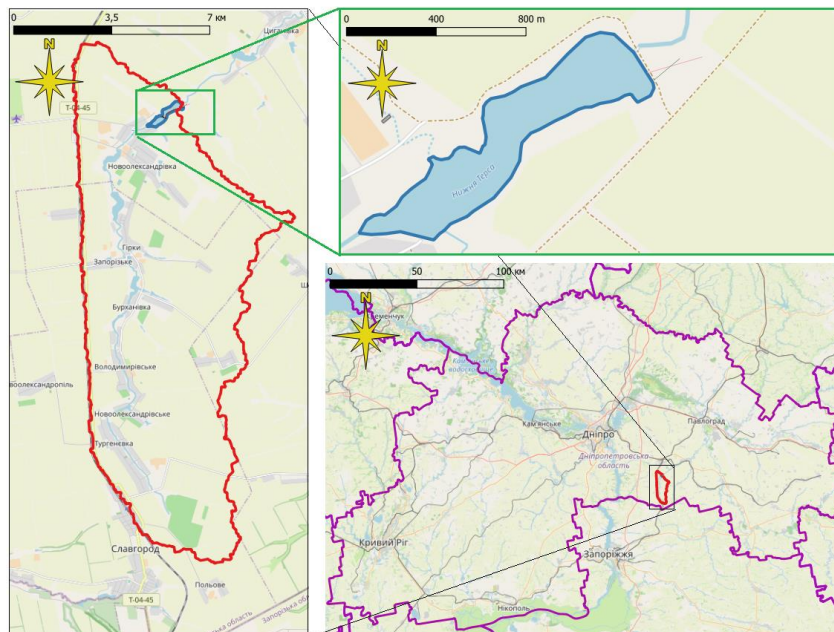 0 3,5 7 км
N
Циганівка
Т-04-45
Новоолександрівка
Гірки
Запорізьке
Бурханівка
Володимирівське
овоолександропіль
Новоолександрівське
Тургенєвка
Славгород
Польове
Т-04-45
0 400 800 m
N
Нижня Терса
0 50 100 км
N
еменчук
Кам'янське
Дніпро
Павлоград
Дніпропетровська
область
Кривий Ріг
Запоріжжя
Нікополь